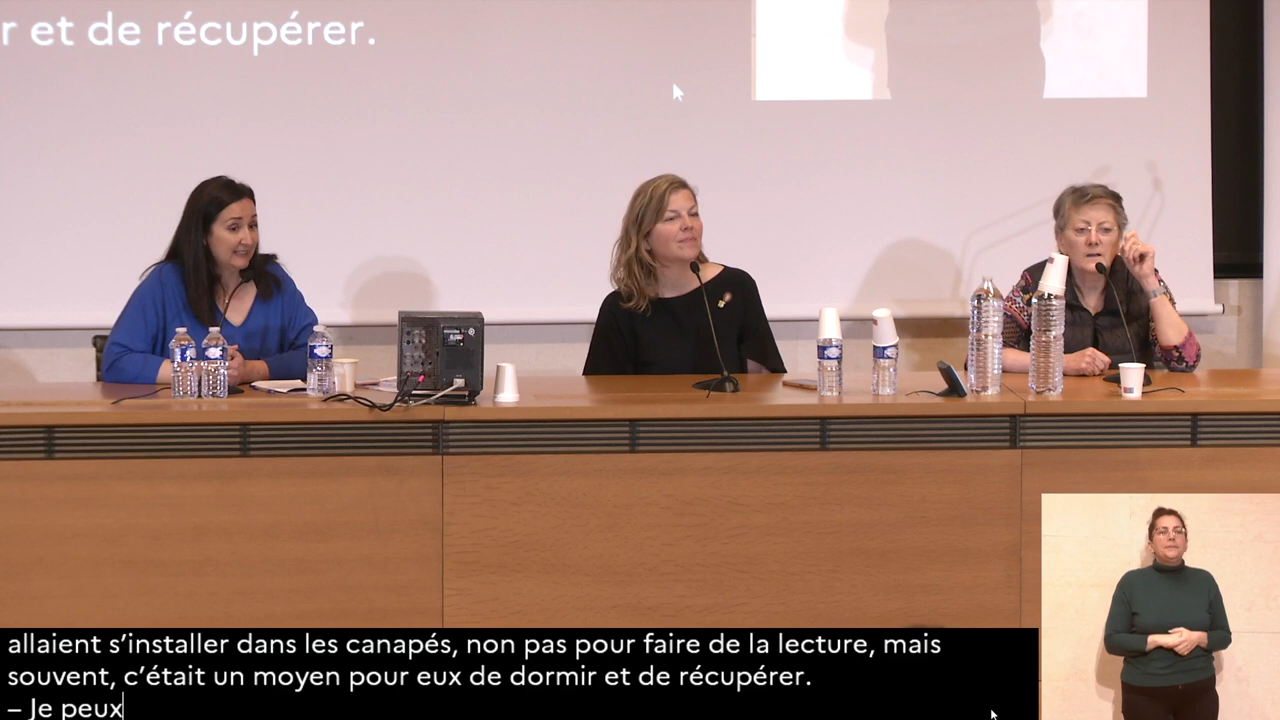 r et de récupérer.
allaient s’installer dans les canapés, non pas pour faire de la lecture, mais
souvent, c’était un moyen pour eux de dormir et de récupérer.
– Je peux